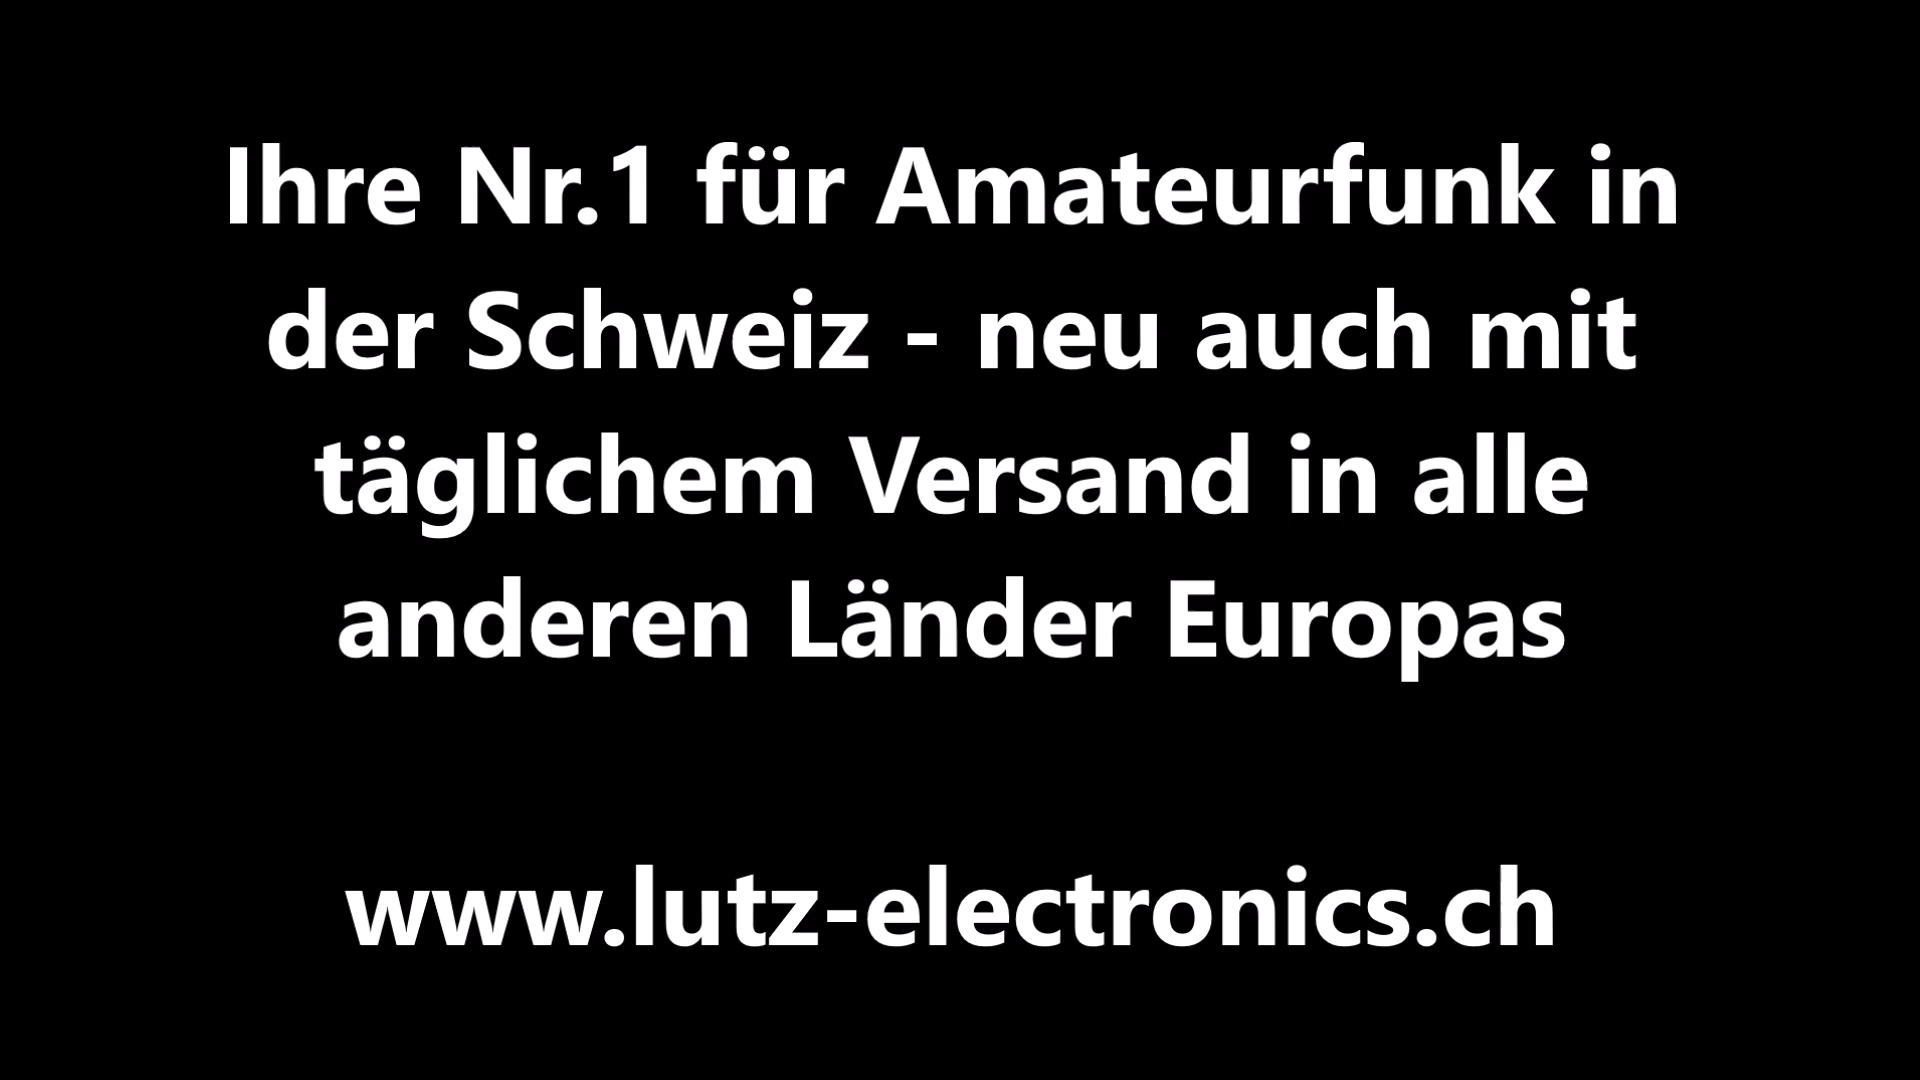 Ihre Nr.1 für Amateurfunk in
der Schweiz - neu auch mit
täglichem Versand in alle
anderen Länder Europas
www.lutz-electronics.ch